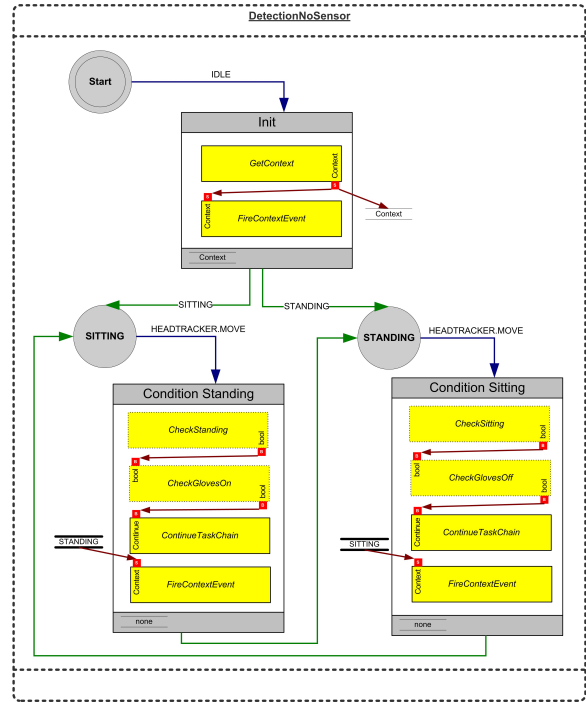 DetectionNoSensor
Start
IDLE
Init
GetContext
Context
S
S
Context
FireContextEvent
Context
Context
SITTING
STANDING
SITTING
HEADTRACKER.MOVE
STANDING
HEADTRACKER.MOVE
Condition Standing
CheckStanding
bool
B
B
bool
CheckGlovesOn
bool
B
B
Continue
ContinueTaskChain
STANDING
S
Context
FireContextEvent
none
Condition Sitting
CheckSitting
bool
B
B
bool
CheckGlovesOff
bool
B
B
Continue
ContinueTaskChain
SITTING
S
Context
FireContextEvent
none